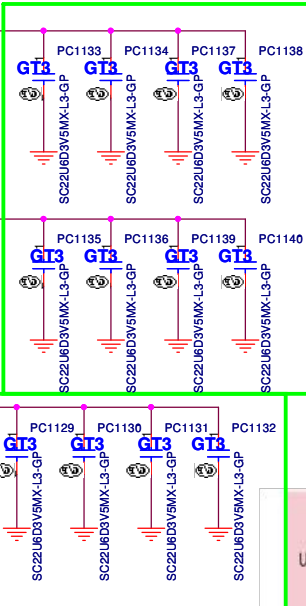 PC1133 PC1134 PC1137 PC1138
GT3 GT3 GT3 GT3
SC22U6D3V5MX-L3-GP SC22U6D3V5MX-L3-GP SC22U6D3V5MX-L3-GP SC22U6D3V5MX-L3-GP
PC1135 PC1136 PC1139 PC1140
GT3 GT3 GT3 GT3
SC22U6D3V5MX-L3-GP SC22U6D3V5MX-L3-GP SC22U6D3V5MX-L3-GP SC22U6D3V5MX-L3-GP
PC1129 PC1130 PC1131 PC1132
GT3 GT3 GT3 GT3
SC22U6D3V5MX-L3-GP SC22U6D3V5MX-L3-GP SC22U6D3V5MX-L3-GP SC22U6D3V5MX-L3-GP